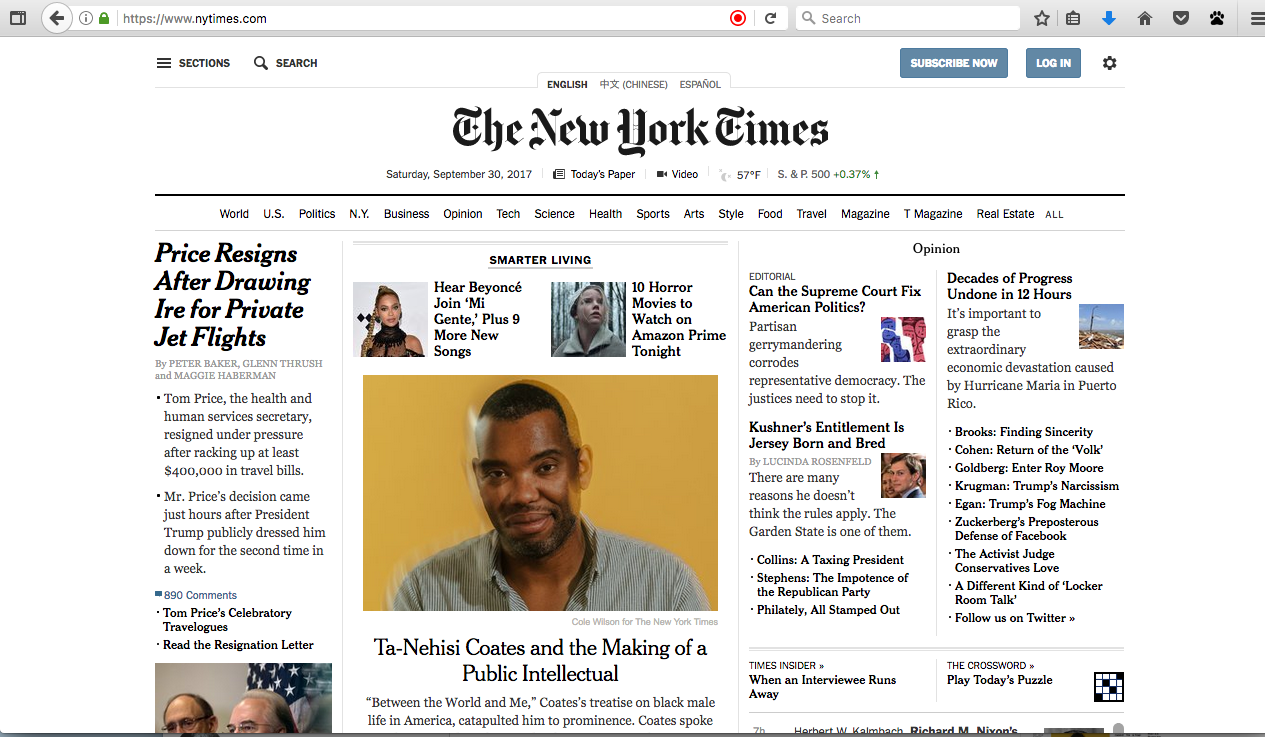 https://www.nytimes.com
Search
SECTIONS
SEARCH
SUBSCRIBE NOW
LOG IN
ENGLISH
中文 (CHINESE)
ESPAÑOL
The New York Times
Saturday, September 30, 2017
Today's Paper
Video
57°F
S. & P. 500 +0.37% ↑
World U.S. Politics N.Y. Business Opinion Tech Science Health Sports Arts Style Food Travel Magazine T Magazine Real Estate ALL
Price Resigns
After Drawing
Ire for Private
Jet Flights
By PETER BAKER, GLENN THRUSH
and MAGGIE HABERMAN
Tom Price, the health and
human services secretary,
resigned under pressure
after racking up at least
$400,000 in travel bills.
Mr. Price's decision came
just hours after President
Trump publicly dressed him
down for the second time in
a week.
890 Comments
· Tom Price's Celebratory
Travelogues
· Read the Resignation Letter
SMARTER LIVING
Hear Beyoncé
Join ‘Mi
Gente,’ Plus 9
More New
Songs
10 Horror
Movies to
Watch on
Amazon Prime
Tonight
Cole Wilson for The New York Times
Ta-Nehisi Coates and the Making of a
Public Intellectual
“Between the World and Me,” Coates’s treatise on black male
life in America, catapulted him to prominence. Coates spoke
Opinion
EDITORIAL
Can the Supreme Court Fix
American Politics?
Partisan
gerrymandering
corrodes
representative democracy. The
justices need to stop it.
Kushner’s Entitlement Is
Jersey Born and Bred
By LUCINDA ROSENFELD
There are many
reasons he doesn’t
think the rules apply. The
Garden State is one of them.
· Collins: A Taxing President
· Stephens: The Impotence of
the Republican Party
· Philately, All Stamped Out
Decades of Progress
Undone in 12 Hours
It’s important to
grasp the
extraordinary
economic devastation caused
by Hurricane Maria in Puerto
Rico.
· Brooks: Finding Sincerity
· Cohen: Return of the ‘Volk’
· Goldberg: Enter Roy Moore
· Krugman: Trump’s Narcissism
· Egan: Trump’s Fog Machine
· Zuckerberg’s Preposterous
Defense of Facebook
· The Activist Judge
Conservatives Love
· A Different Kind of ‘Locker
Room Talk’
· Follow us on Twitter »
TIMES INSIDER »
When an Interviewee Runs
Away
THE CROSSWORD »
Play Today’s Puzzle
7h
Herbert W. Kalmbach, Richard M. Nixon’s